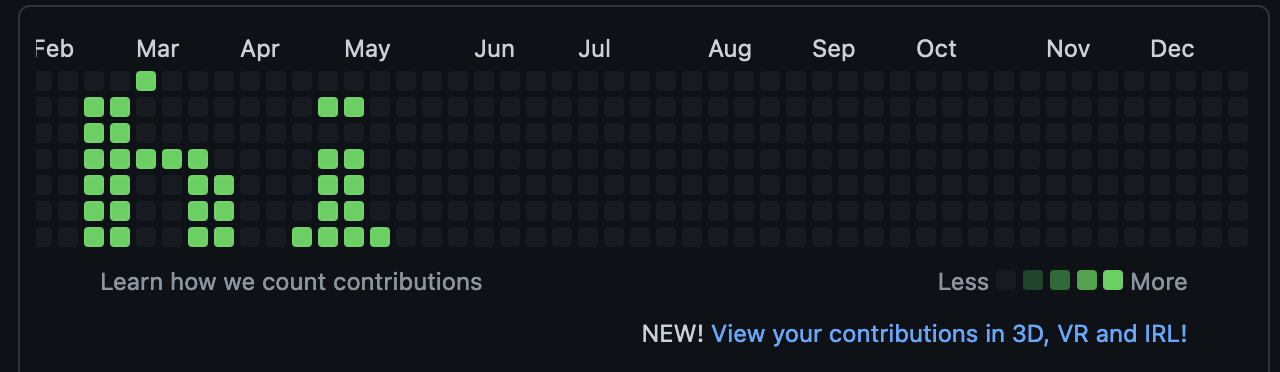 Feb Mar Apr May Jun Jul Aug Sep Oct Nov Dec
hi
Learn how we count contributions
Less More
NEW! View your contributions in 3D, VR and IRL!